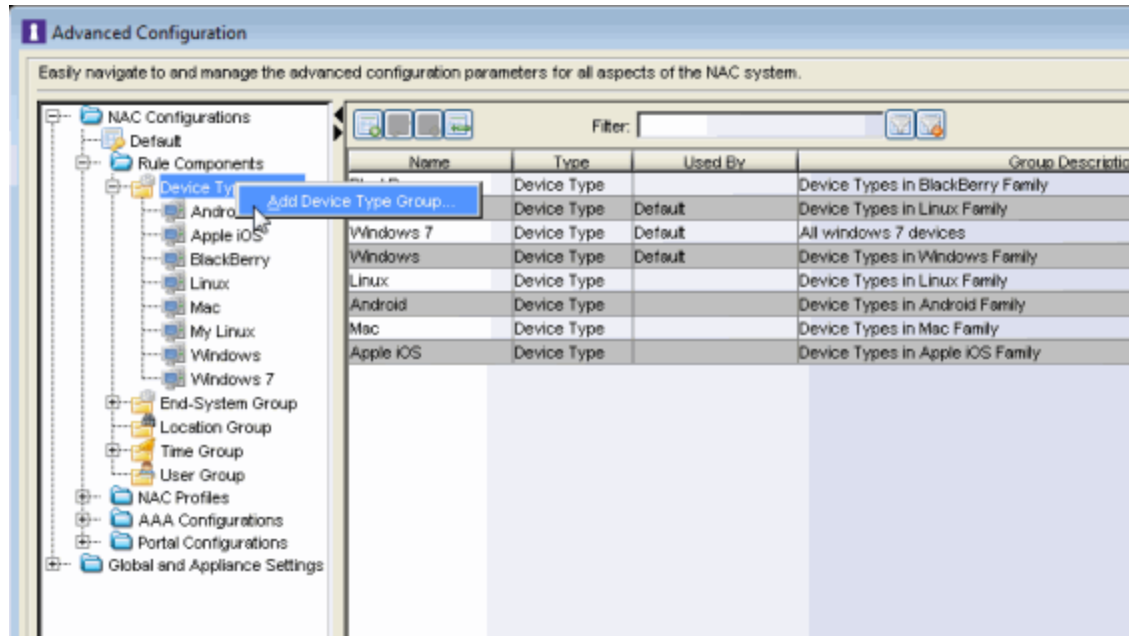 Advanced Configuration
Easily navigate to and manage the advanced configuration parameters for all aspects of the NAC system.
NAC Configurations
Default
Rule Components
Device Ty
Add Device Type Group...
Andro
Apple iOS
BlackBerry
Linux
Mac
My Linux
Windows
Windows 7
End-System Group
Location Group
Time Group
User Group
NAC Profiles
AAA Configurations
Portal Configurations
Global and Appliance Settings
Filter:
Name Type Used By Group Descriptio
Device Type Device Types in BlackBerry Family
Device Type Default Device Types in Linux Family
Windows 7 Device Type Default All windows 7 devices
Windows Device Type Default Device Types in Windows Family
Linux Device Type Device Types in Linux Family
Android Device Type Device Types in Android Family
Mac Device Type Device Types in Mac Family
Apple iOS Device Type Device Types in Apple iOS Family